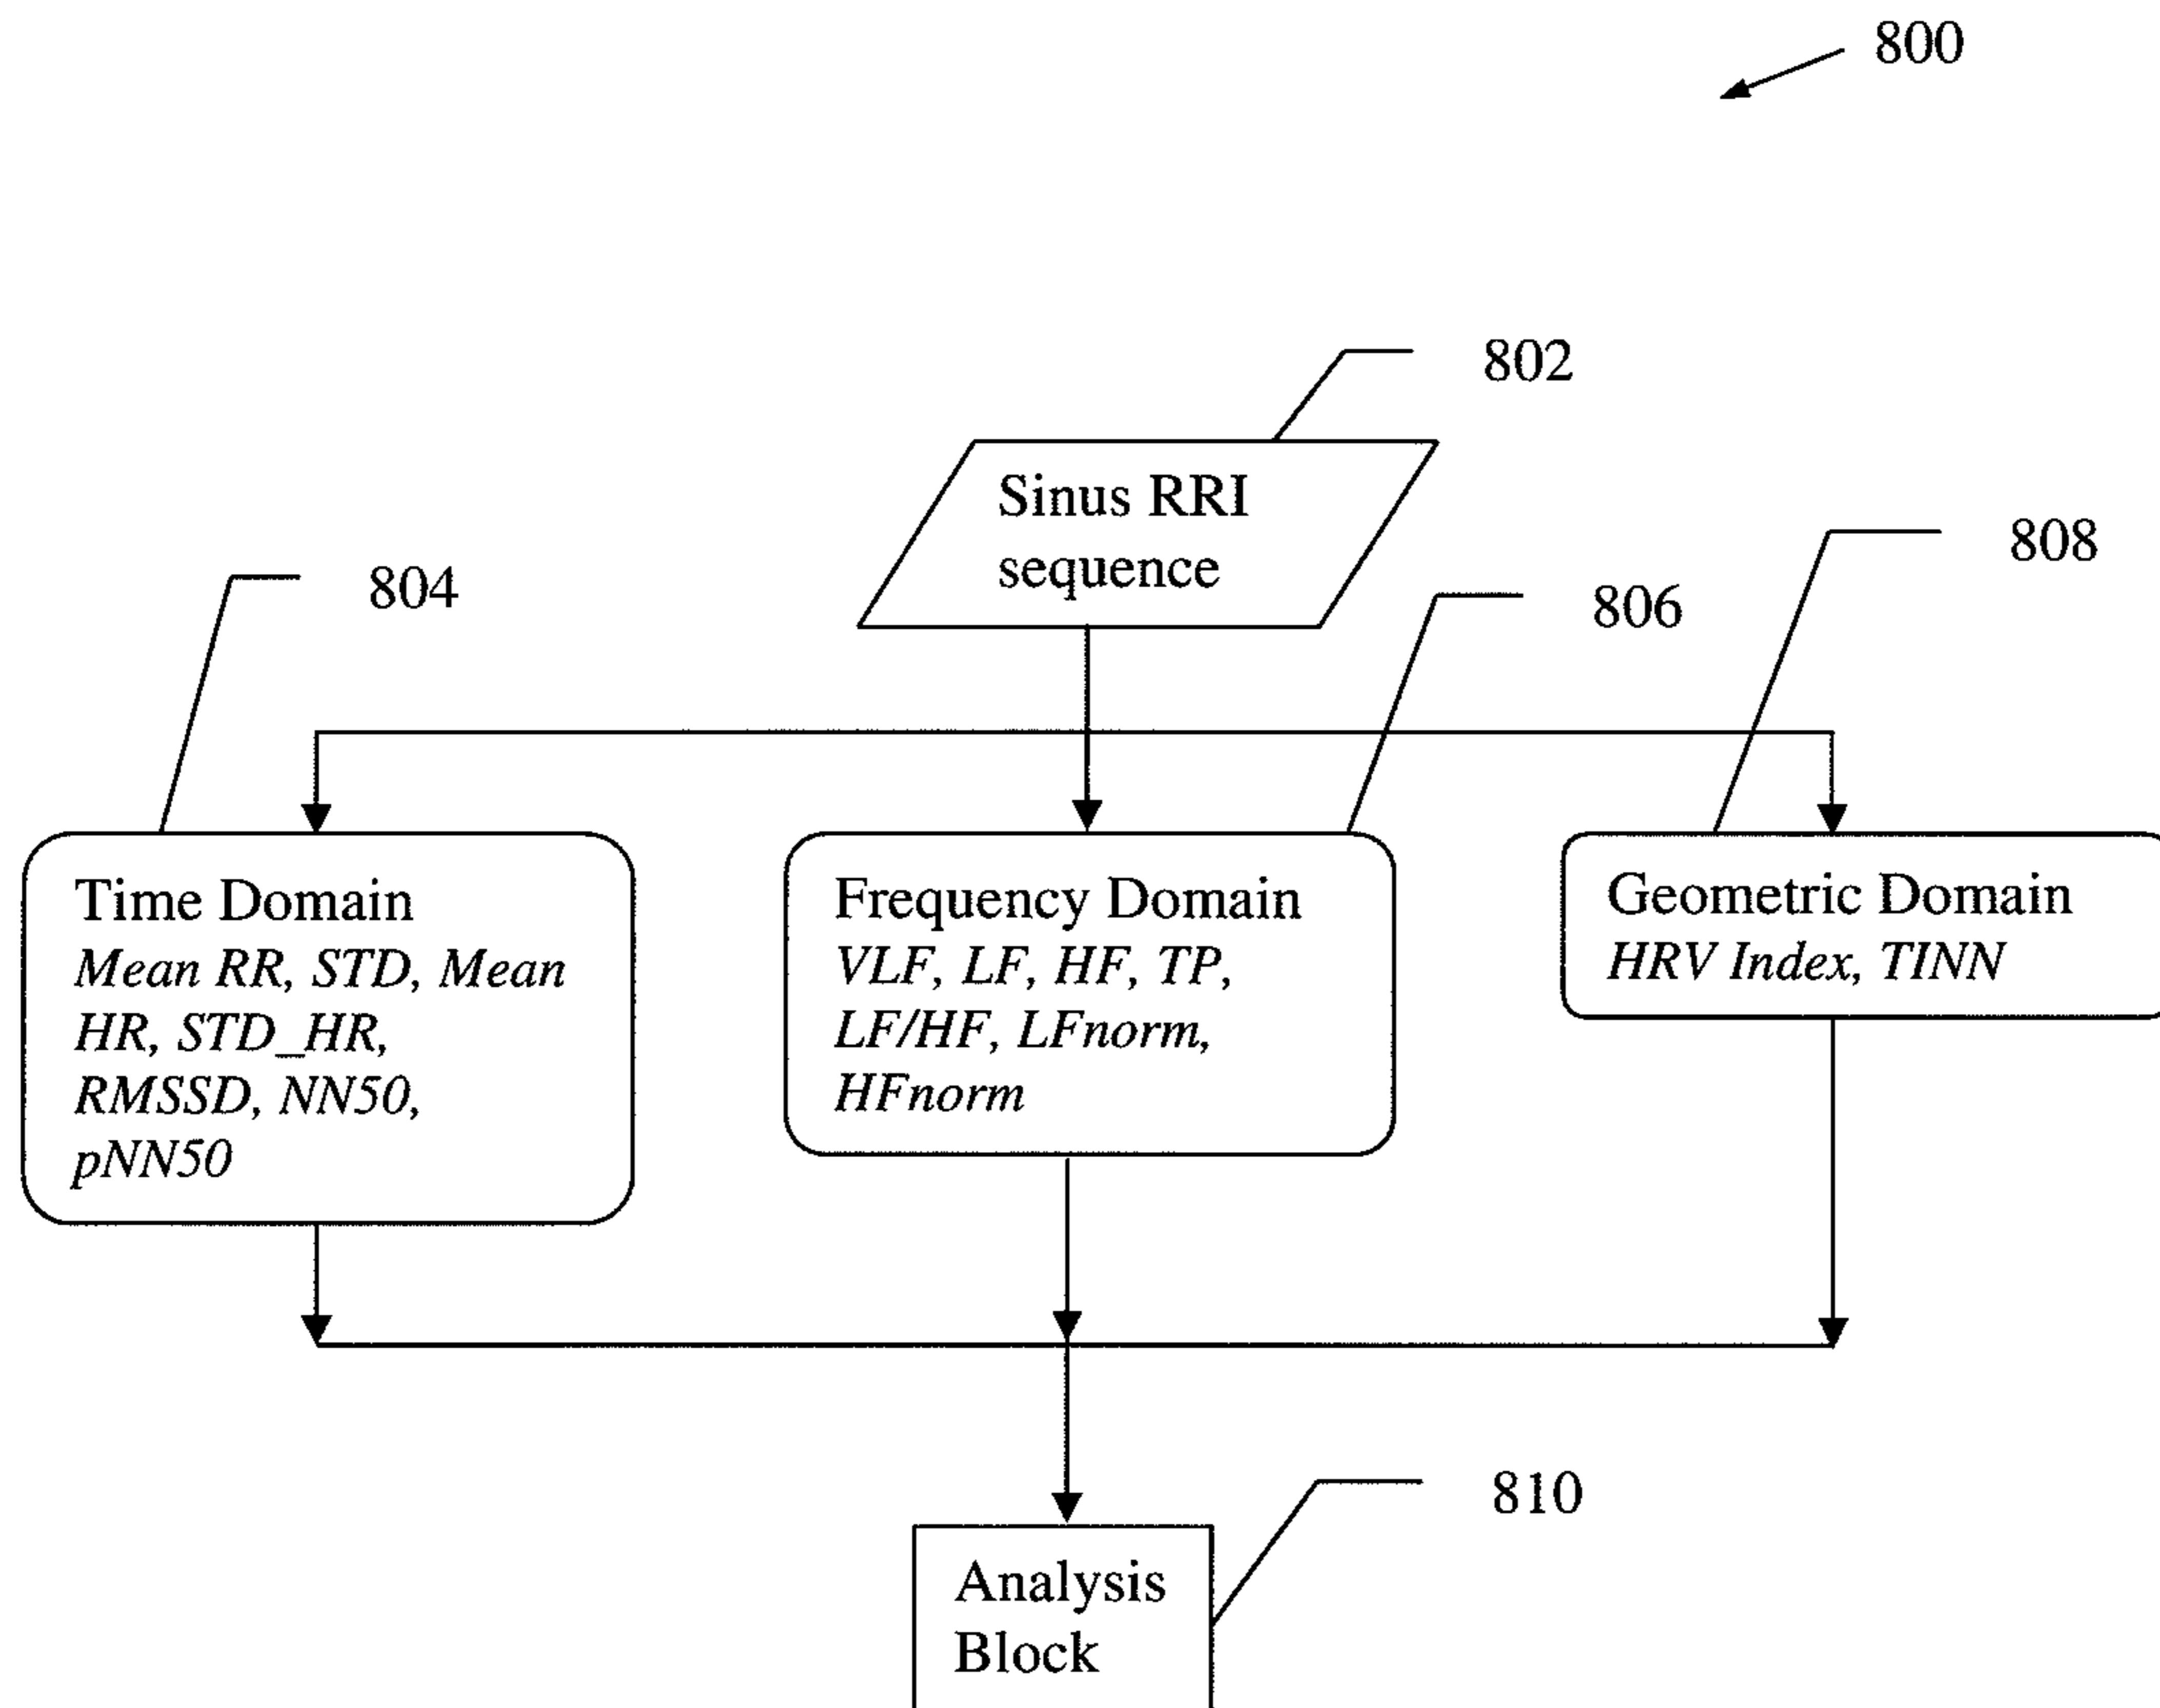 800
802
Sinus RRI
sequence
808
804
806
Time Domain
Mean RR, STD, Mean
HR, STD_HR,
RMSSD, NN50,
pNN50
Frequency Domain
VLF, LF, HF, TP,
LF/HF, LFnorm,
HFnorm
Geometric Domain
HRV Index, TINN
810
Analysis
Block